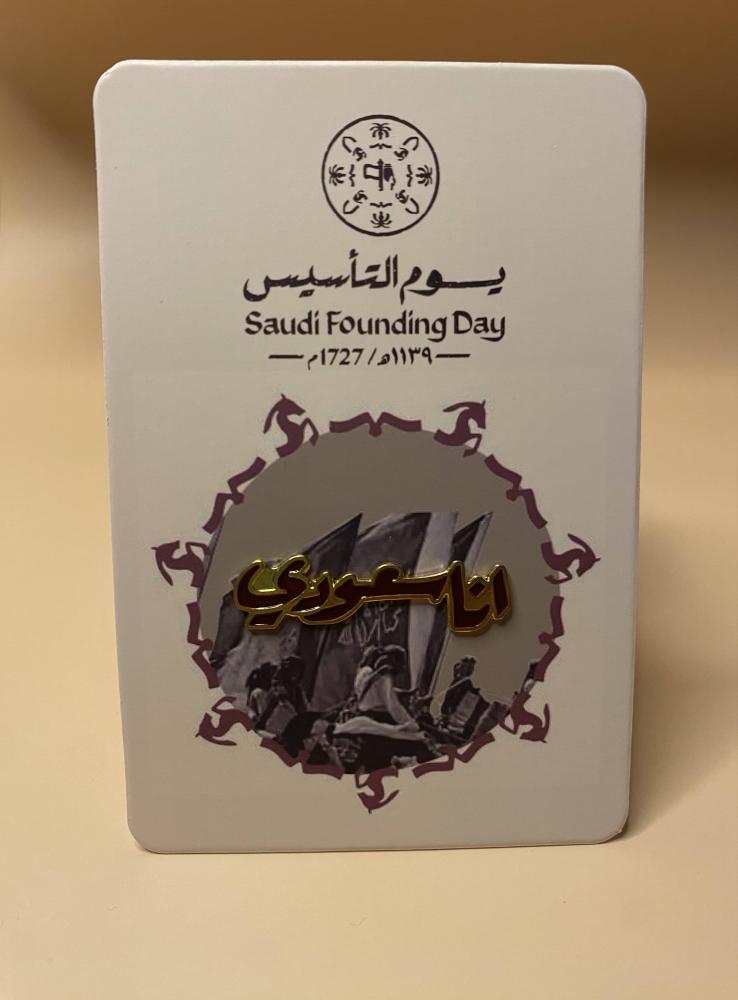 يوم التأسيس
Saudi Founding Day
١١٣٩هـ/ 1727م
انا سعودي